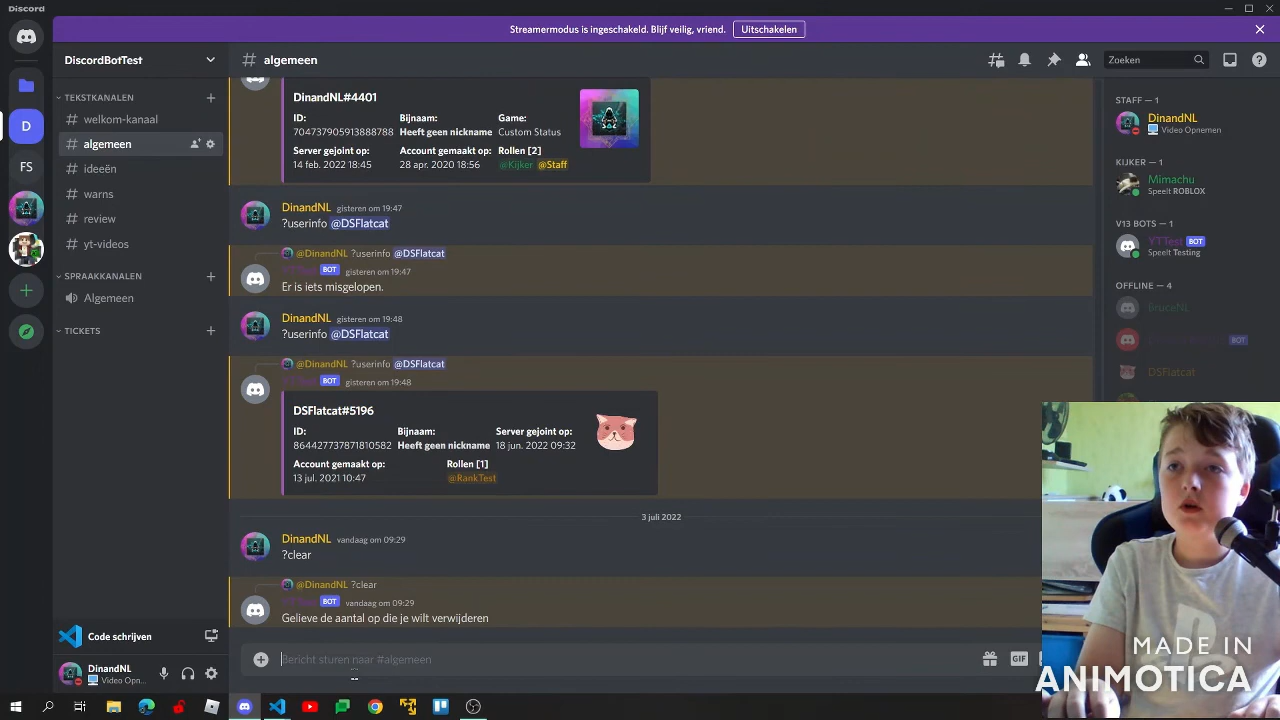 Discord
Streamermodus is ingeschakeld. Blijf veilig, vriend.
Uitschakelen
DiscordBotTest
algemeen
Zoeken
TEKSTKANALEN
welkom-kanaal
algemeen
ideeën
warns
review
yt-videos
SPRAAKKANALEN
Algemeen
TICKETS
D
FS
DinandNL#4401
ID: Bijnaam: Game:
704737905913888788 Heeft geen nickname Custom Status
Server gejoint op: Account gemaakt op: Rollen [2]
14 feb. 2022 18:45 28 apr. 2020 18:56 @Kijker @Staff
DinandNL gisteren om 19:47
?userinfo @DSFlatcat
@DinandNL ?userinfo @DSFlatcat
YTTest BOT gisteren om 19:47
Er is iets misgelopen.
DinandNL gisteren om 19:48
?userinfo @DSFlatcat
@DinandNL ?userinfo @DSFlatcat
YTTest BOT gisteren om 19:48
DSFlatcat#5196
ID: Bijnaam: Server gejoint op:
864427737871810582 Heeft geen nickname 18 jun. 2022 09:32
Account gemaakt op: Rollen [1]
13 jul. 2021 10:47 @RankTest
3 juli 2022
DinandNL vandaag om 09:29
?clear
@DinandNL ?clear
YTTest BOT vandaag om 09:29
Gelieve de aantal op die je wilt verwijderen
Bericht sturen naar #algemeen
GIF
STAFF — 1
DinandNL
Video Opnemen
KIJKER — 1
Mimachu
Speelt ROBLOX
V13 BOTS — 1
YTTest BOT
Speelt Testing
OFFLINE — 4
BruceNL
BOT
DSFlatcat
Code schrijven
DinandNL
Video Opn...
MADE IN
ANIMOTICA